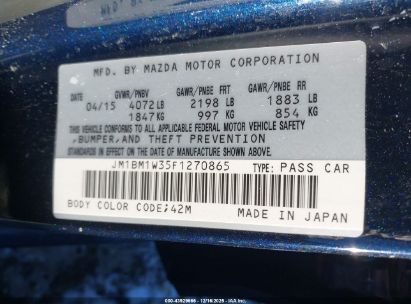 MFD. BY MAZDA MOTOR CORPORATION
GVWR/PNBV GAWR/PNBE FRT GAWR/PNBE RR
04/15 4072 LB 2198 LB 1883 LB
1847 KG 997 KG 854 KG
THIS VEHICLE CONFORMS TO
ALL APPLICABLE FEDERAL MOTOR VEHICLE SAFETY,
BUMPER, AND THEFT PREVENTION
STANDARDS IN EFFECT ON THE DATE OF MANUFACTURE SHOWN ABOVE.
JM1BM1W35F1270865 TYPE: PASS CAR
BODY COLOR CODE;42M MADE IN JAPAN